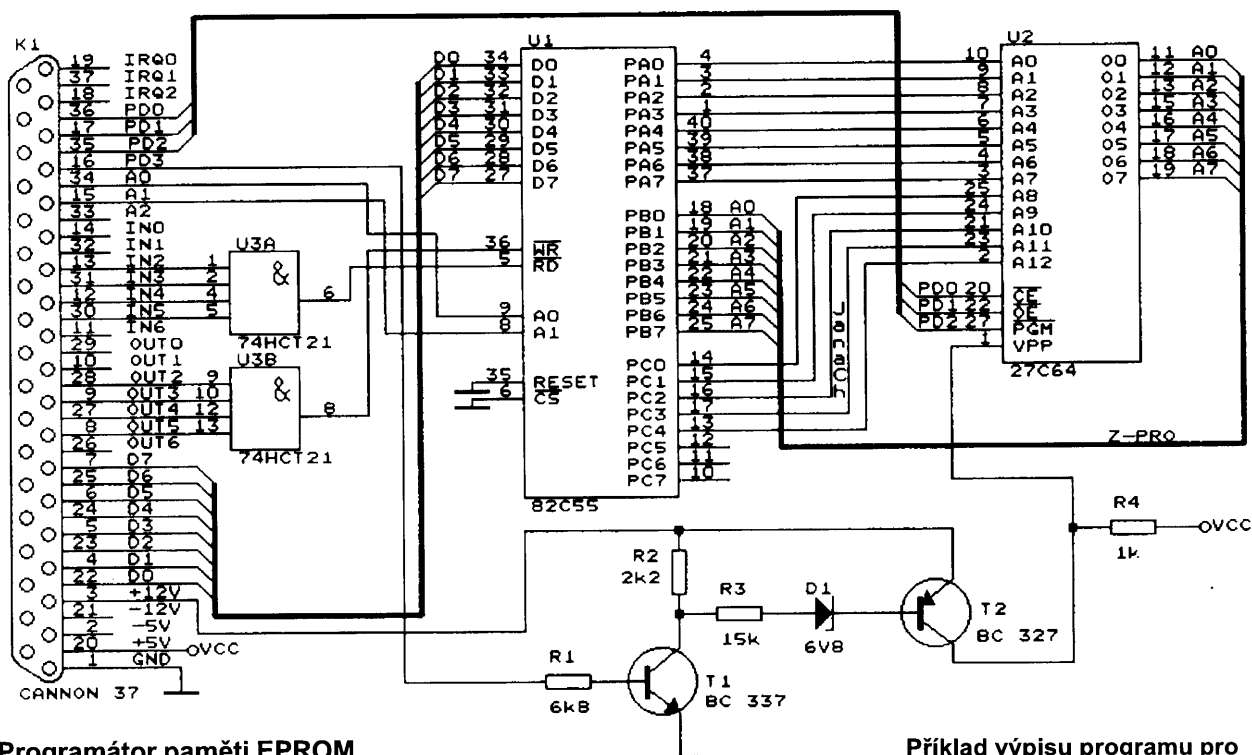 K1
19 IRQ0
37 IRQ1
18 IRQ2
36 PD0
17 PD1
35 PD2
16 PD3
34 A0
15 A1
33 A2
14 IN0
32 IN1
13 IN2
31 IN3
12 IN4
30 IN5
11 IN6
29 OUT0
10 OUT1
28 OUT2
9 OUT3
27 OUT4
8 OUT5
26 OUT6
7 D7
25 D6
6 D5
24 D4
5 D3
23 D2
4 D1
22 D0
3 +12V
21 -12V
2 -5V
20 +5V
1 GND
VCC
CANNON 37
U3A
1
2
4
5
&
6
74HCT21
U3B
9
10
12
13
&
8
74HCT21
U1
D0 34 D0
D1 33 D1
D2 32 D2
D3 31 D3
D4 30 D4
D5 29 D5
D6 28 D6
D7 27 D7
36 WR
5 RD
9 A0
8 A1
35 RESET
6 CS
PA0 4
PA1 3
PA2 2
PA3 1
PA4 40
PA5 39
PA6 38
PA7 37
PB0 18 A0
PB1 19 A1
PB2 20 A2
PB3 21 A3
PB4 22 A4
PB5 23 A5
PB6 24 A6
PB7 25 A7
PC0 14
PC1 15
PC2 16
PC3 17
PC4 13
PC5 12
PC6 11
PC7 10
82C55
JanaCh
U2
10 A0
9 A1
8 A2
7 A3
6 A4
5 A5
4 A6
3 A7
25 A8
24 A9
21 A10
23 A11
2 A12
PD0 20 CE
PD1 22 OE
PD2 27 PGM
1 VPP
O0 11 A0
O1 12 A1
O2 13 A2
O3 15 A3
O4 16 A4
O5 17 A5
O6 18 A6
O7 19 A7
27C64
Z-PRO
R4
1k
VCC
R2
2k2
R3
15k
D1
6V8
T2
BC 327
R1
6k8
T1
BC 337
Programátor paměti EPROM
Příklad výpisu programu pro